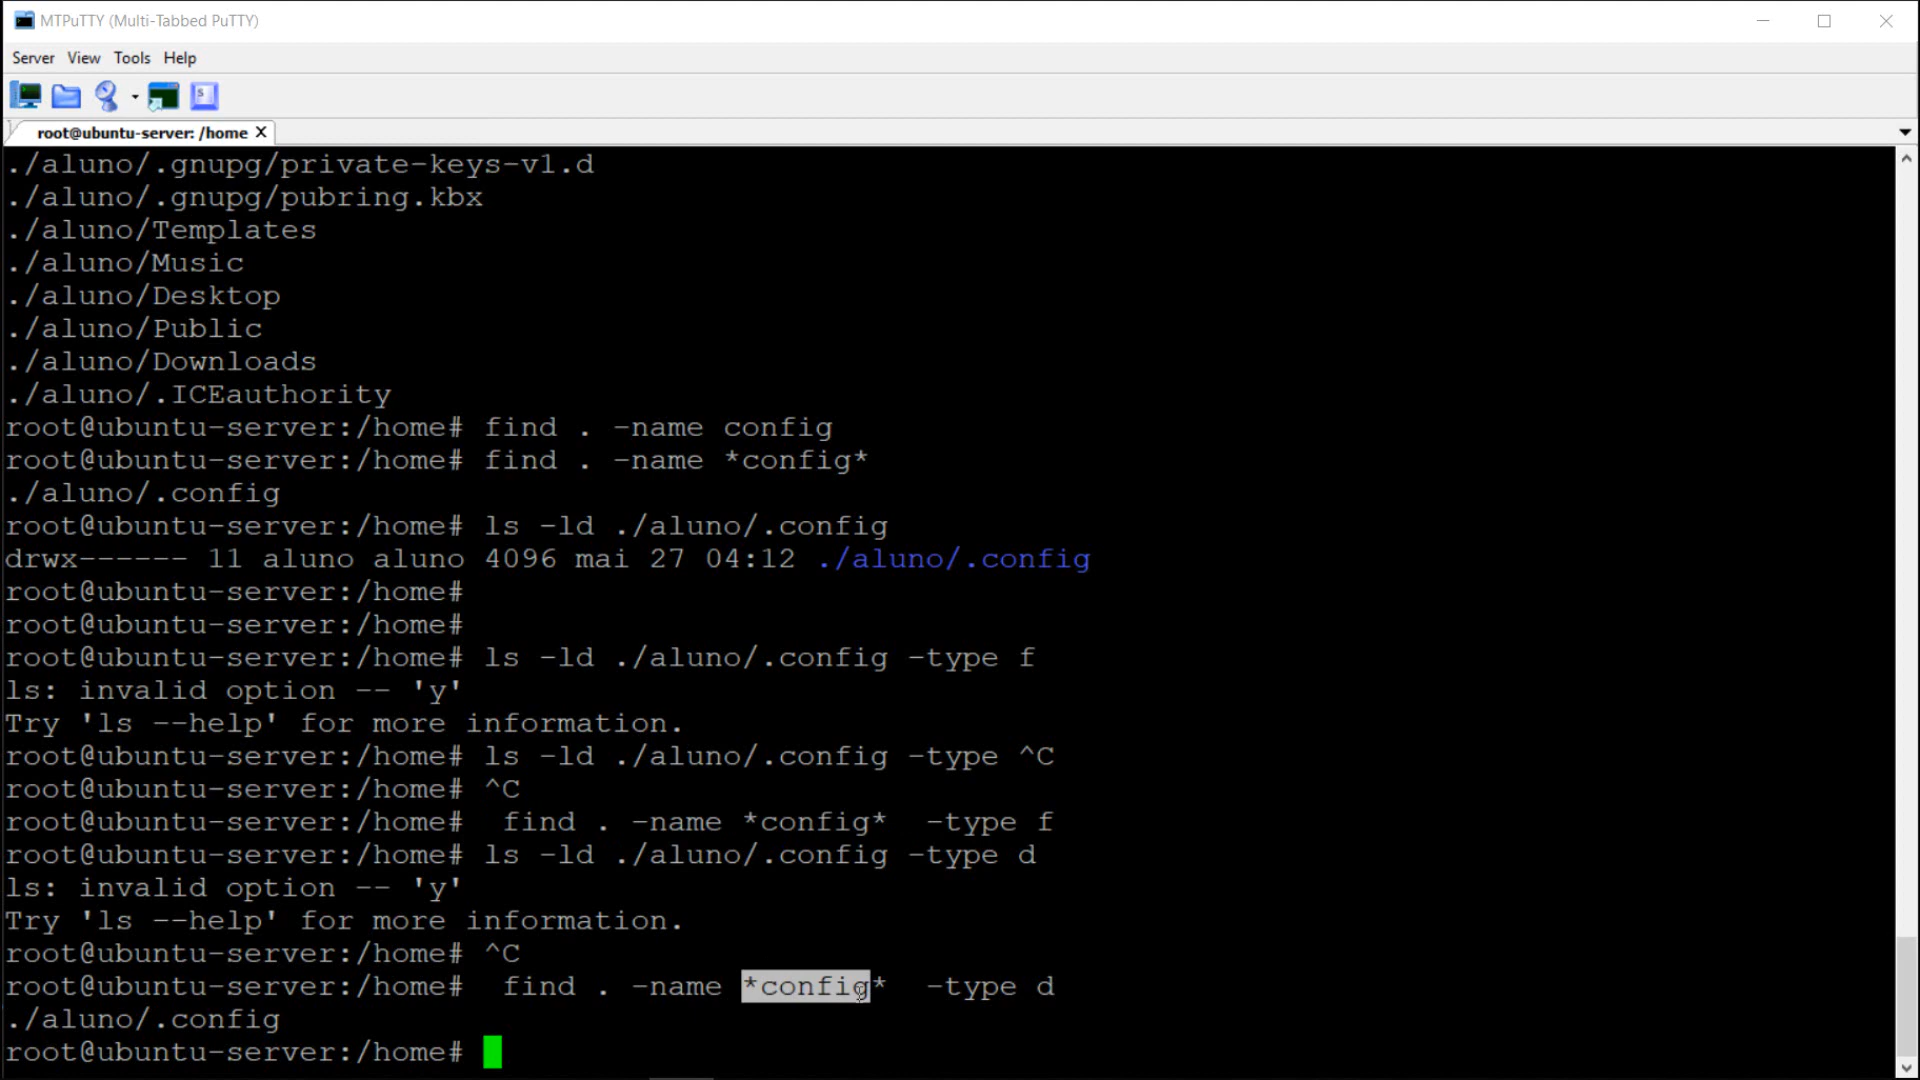 MTPuTTY (Multi-Tabbed PuTTY)
Server View Tools Help
root@ubuntu-server: /home X
./aluno/.gnupg/private-keys-v1.d
./aluno/.gnupg/pubring.kbx
./aluno/Templates
./aluno/Music
./aluno/Desktop
./aluno/Public
./aluno/Downloads
./aluno/.ICEauthority
root@ubuntu-server:/home# find . -name config
root@ubuntu-server:/home# find . -name *config*
./aluno/.config
root@ubuntu-server:/home# ls -ld ./aluno/.config
drwx------ 11 aluno aluno 4096 mai 27 04:12 ./aluno/.config
root@ubuntu-server:/home#
root@ubuntu-server:/home#
root@ubuntu-server:/home# ls -ld ./aluno/.config -type f
ls: invalid option -- 'y'
Try 'ls --help' for more information.
root@ubuntu-server:/home# ls -ld ./aluno/.config -type ^C
root@ubuntu-server:/home# ^C
root@ubuntu-server:/home#  find . -name *config*  -type f
root@ubuntu-server:/home# ls -ld ./aluno/.config -type d
ls: invalid option -- 'y'
Try 'ls --help' for more information.
root@ubuntu-server:/home# ^C
root@ubuntu-server:/home#  find . -name *config*  -type d
./aluno/.config
root@ubuntu-server:/home#